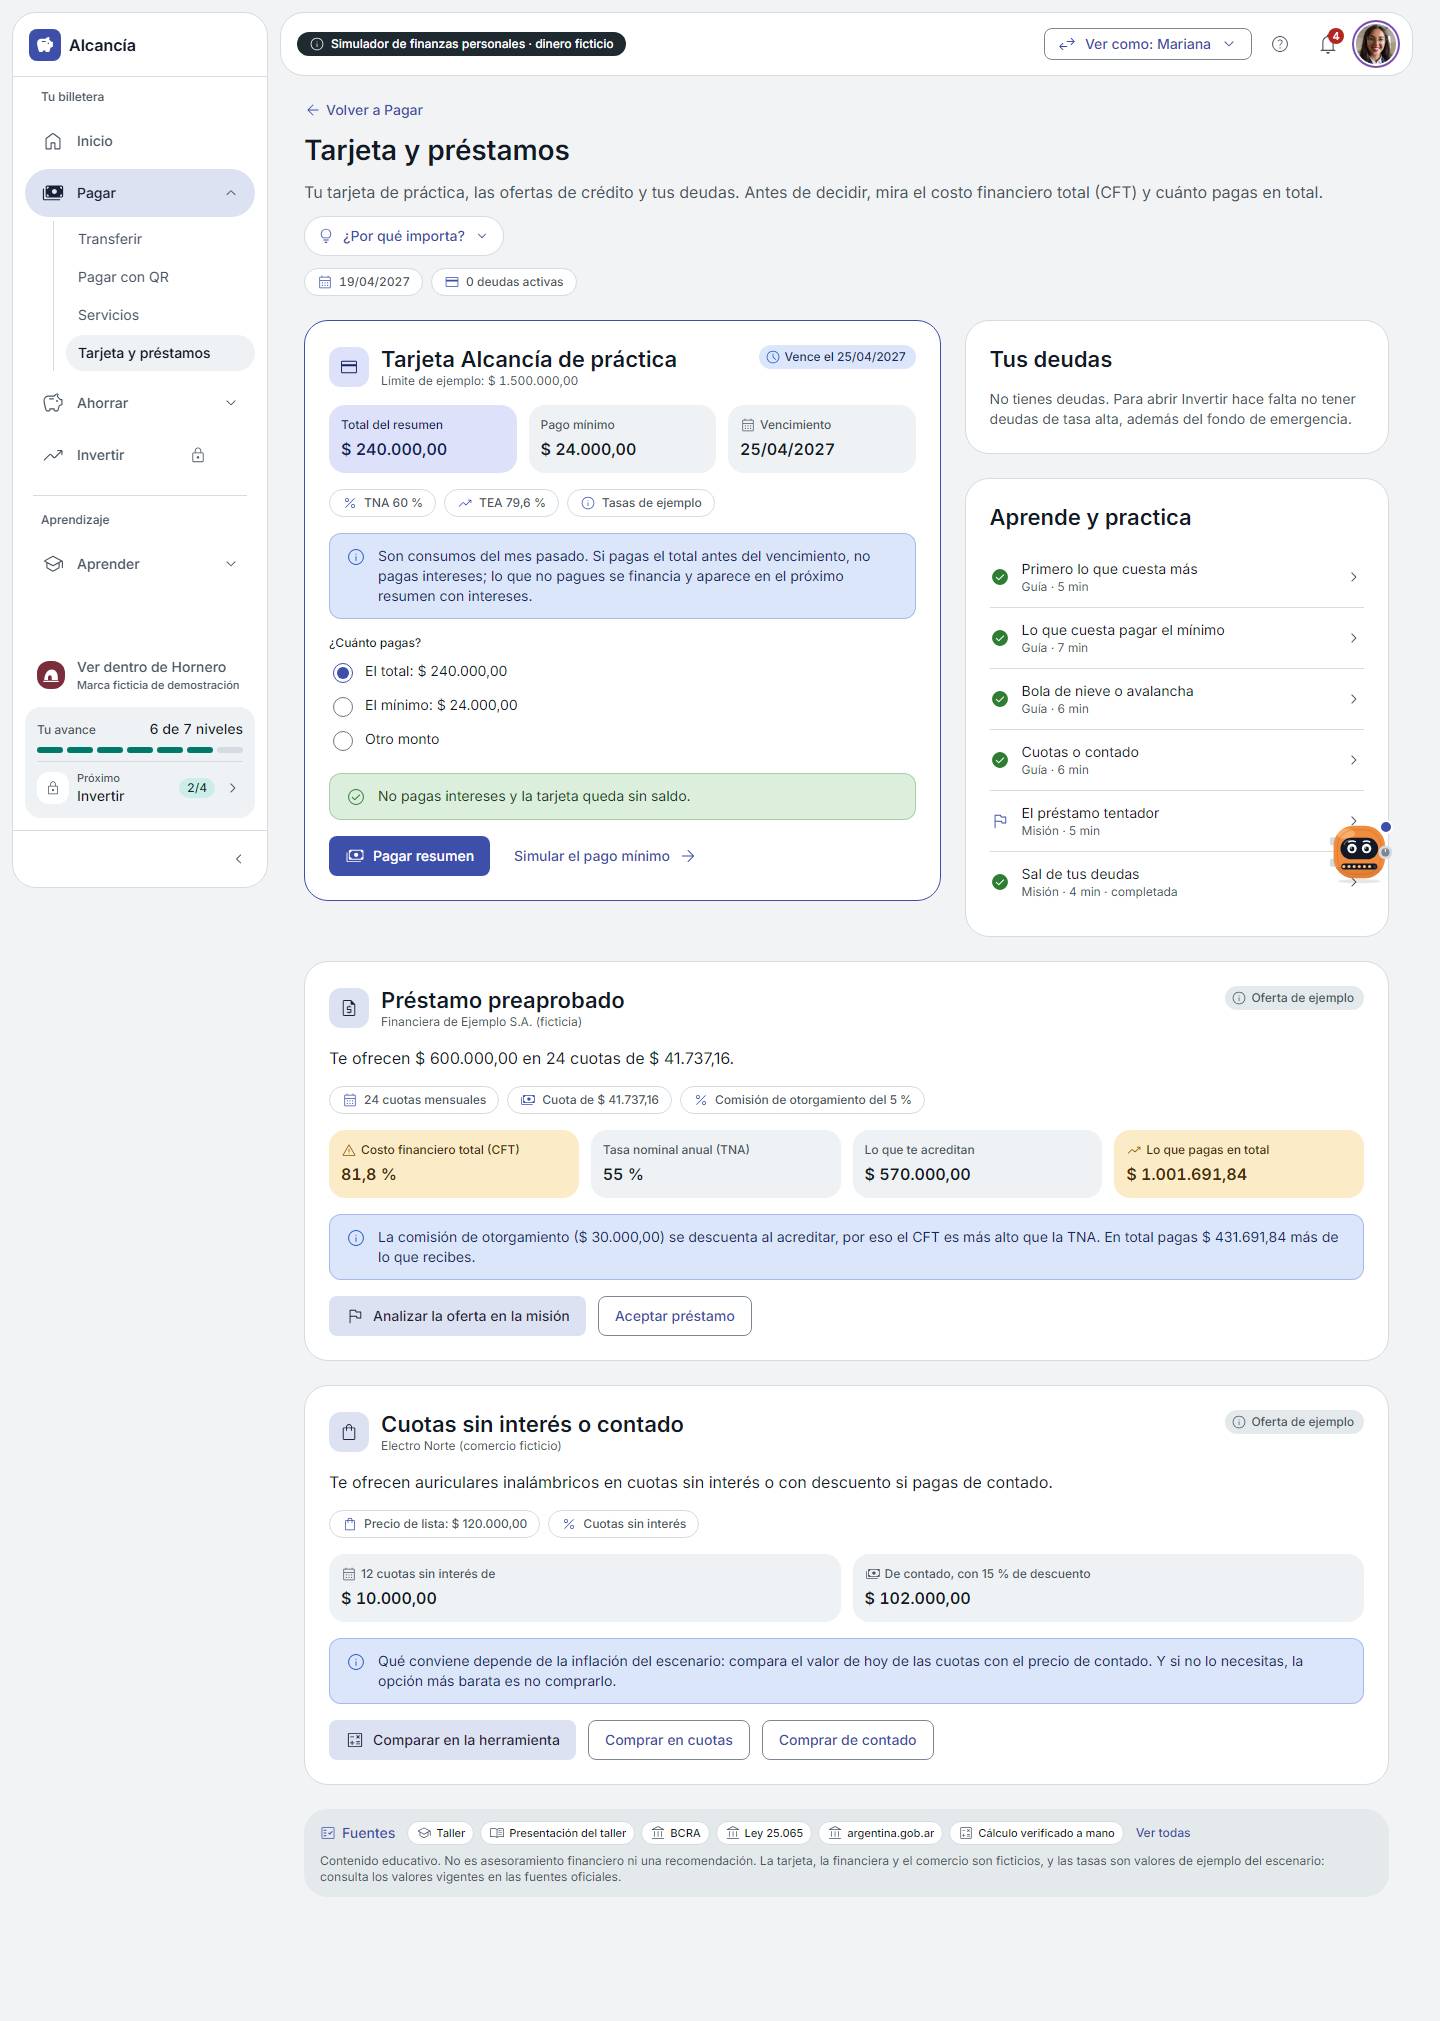 Alcancía
Tu billetera
Inicio
Pagar
Transferir
Pagar con QR
Servicios
Tarjeta y préstamos
Ahorrar
Invertir
Aprendizaje
Aprender
Ver dentro de Hornero
Marca ficticia de demostración
Tu avance
6 de 7 niveles
Próximo
Invertir
2/4
Simulador de finanzas personales · dinero ficticio
Ver como: Mariana
4
Volver a Pagar
Tarjeta y préstamos
Tu tarjeta de práctica, las ofertas de crédito y tus deudas. Antes de decidir, mira el costo financiero total (CFT) y cuánto pagas en total.
¿Por qué importa?
19/04/2027
0 deudas activas
Tarjeta Alcancía de práctica
Límite de ejemplo: $ 1.500.000,00
Vence el 25/04/2027
Total del resumen
$ 240.000,00
Pago mínimo
$ 24.000,00
Vencimiento
25/04/2027
TNA 60 %
TEA 79,6 %
Tasas de ejemplo
Son consumos del mes pasado. Si pagas el total antes del vencimiento, no
pagas intereses; lo que no pagues se financia y aparece en el próximo
resumen con intereses.
¿Cuánto pagas?
El total: $ 240.000,00
El mínimo: $ 24.000,00
Otro monto
No pagas intereses y la tarjeta queda sin saldo.
Pagar resumen
Simular el pago mínimo
Tus deudas
No tienes deudas. Para abrir Invertir hace falta no tener
deudas de tasa alta, además del fondo de emergencia.
Aprende y practica
Primero lo que cuesta más
Guía · 5 min
Lo que cuesta pagar el mínimo
Guía · 7 min
Bola de nieve o avalancha
Guía · 6 min
Cuotas o contado
Guía · 6 min
El préstamo tentador
Misión · 5 min
Sal de tus deudas
Misión · 4 min · completada
Préstamo preaprobado
Financiera de Ejemplo S.A. (ficticia)
Oferta de ejemplo
Te ofrecen $ 600.000,00 en 24 cuotas de $ 41.737,16.
24 cuotas mensuales
Cuota de $ 41.737,16
Comisión de otorgamiento del 5 %
Costo financiero total (CFT)
81,8 %
Tasa nominal anual (TNA)
55 %
Lo que te acreditan
$ 570.000,00
Lo que pagas en total
$ 1.001.691,84
La comisión de otorgamiento ($ 30.000,00) se descuenta al acreditar, por eso el CFT es más alto que la TNA. En total pagas $ 431.691,84 más de
lo que recibes.
Analizar la oferta en la misión
Aceptar préstamo
Cuotas sin interés o contado
Electro Norte (comercio ficticio)
Oferta de ejemplo
Te ofrecen auriculares inalámbricos en cuotas sin interés o con descuento si pagas de contado.
Precio de lista: $ 120.000,00
Cuotas sin interés
12 cuotas sin interés de
$ 10.000,00
De contado, con 15 % de descuento
$ 102.000,00
Qué conviene depende de la inflación del escenario: compara el valor de hoy de las cuotas con el precio de contado. Y si no lo necesitas, la
opción más barata es no comprarlo.
Comparar en la herramienta
Comprar en cuotas
Comprar de contado
Fuentes
Taller
Presentación del taller
BCRA
Ley 25.065
argentina.gob.ar
Cálculo verificado a mano
Ver todas
Contenido educativo. No es asesoramiento financiero ni una recomendación. La tarjeta, la financiera y el comercio son ficticios, y las tasas son valores de ejemplo del escenario:
consulta los valores vigentes en las fuentes oficiales.